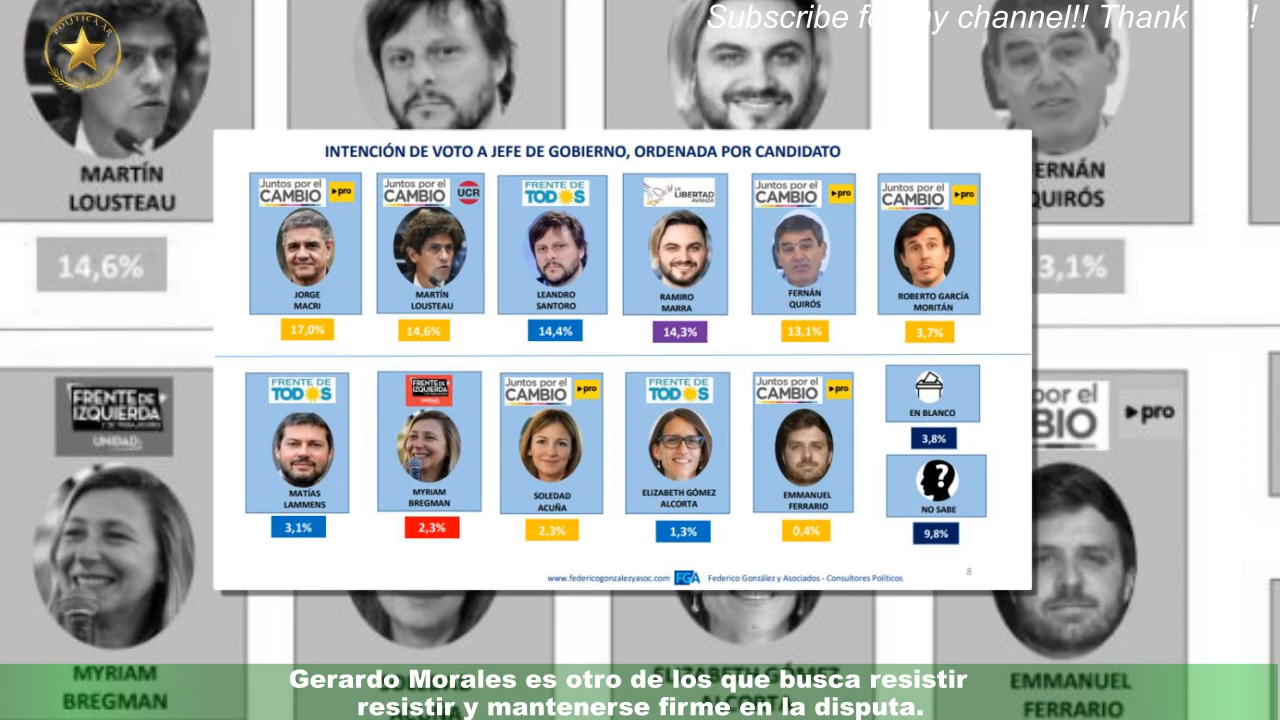 POLITICA AR
Subscribe
my channel!! Thank
MARTÍN
LOUSTEAU
14,6%
3,1%
INTENCIÓN DE VOTO A JEFE DE GOBIERNO, ORDENADA POR CANDIDATO
Juntos por el
CAMBIO
pro
JORGE
MACRI
17,0%
Juntos por el
CAMBIO
UCR
MARTÍN
LOUSTEAU
14,6%
FRENTE DE
TODOS
LEANDRO
SANTORO
14,4%
LA
LIBERTAD
AVANZA
RAMIRO
MARRA
14,3%
Juntos por el
CAMBIO
pro
FERNÁN
QUIRÓS
13,1%
Juntos por el
CAMBIO
pro
ROBERTO GARCÍA
MORITÁN
3,7%
FRENTE DE
TODOS
MATÍAS
LAMMENS
3,1%
FRENTE DE
IZQUIERDA
UNIDAD
MYRIAM
BREGMAN
2,3%
Juntos por el
CAMBIO
pro
SOLEDAD
ACUÑA
2,3%
FRENTE DE
TODOS
ELIZABETH GÓMEZ
ALCORTA
1,3%
Juntos por el
CAMBIO
pro
EMMANUEL
FERRARIO
0,4%
EN BLANCO
3,8%
NO SABE
9,8%
www.federicogonzalezyasoc.com FGA Federico González y Asociados - Consultores Políticos
8
FRENTE DE
IZQUIERDA
UNIDAD
MYRIAM
BREGMAN
por el
BIO
pro
EMMANUEL
FERRARIO
Gerardo Morales es otro de los que busca resistir
resistir y mantenerse firme en la disputa.